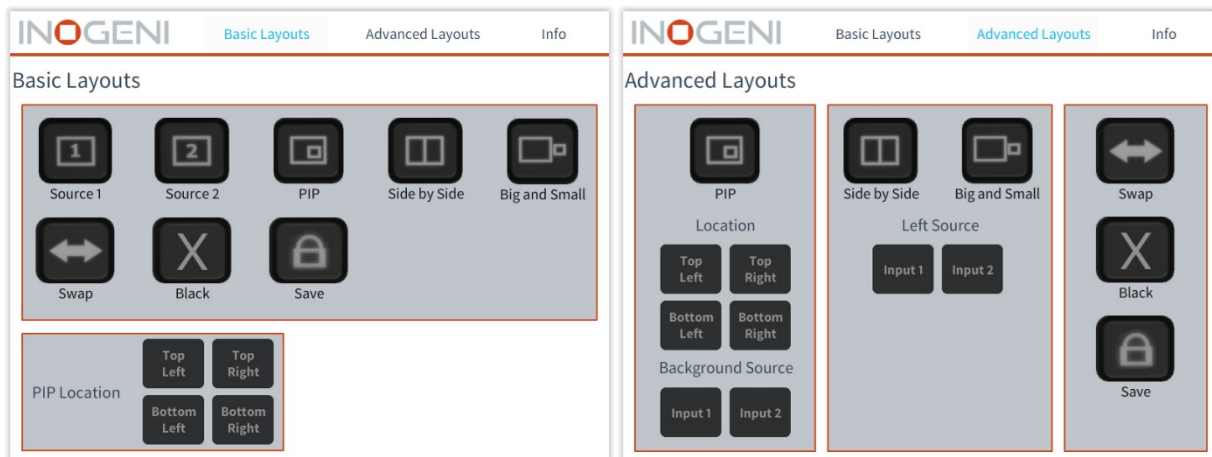 INOGENI Basic Layouts Advanced Layouts Info
Basic Layouts
1 2
Source 1 Source 2 PIP Side by Side Big and Small
X
Swap Black Save
PIP Location
Top
Left
Top
Right
Bottom
Left
Bottom
Right
INOGENI Basic Layouts Advanced Layouts Info
Advanced Layouts
PIP
Location
Top
Left
Top
Right
Bottom
Left
Bottom
Right
Background Source
Input 1 Input 2
Side by Side Big and Small
Left Source
Input 1 Input 2
Swap
X
Black
Save